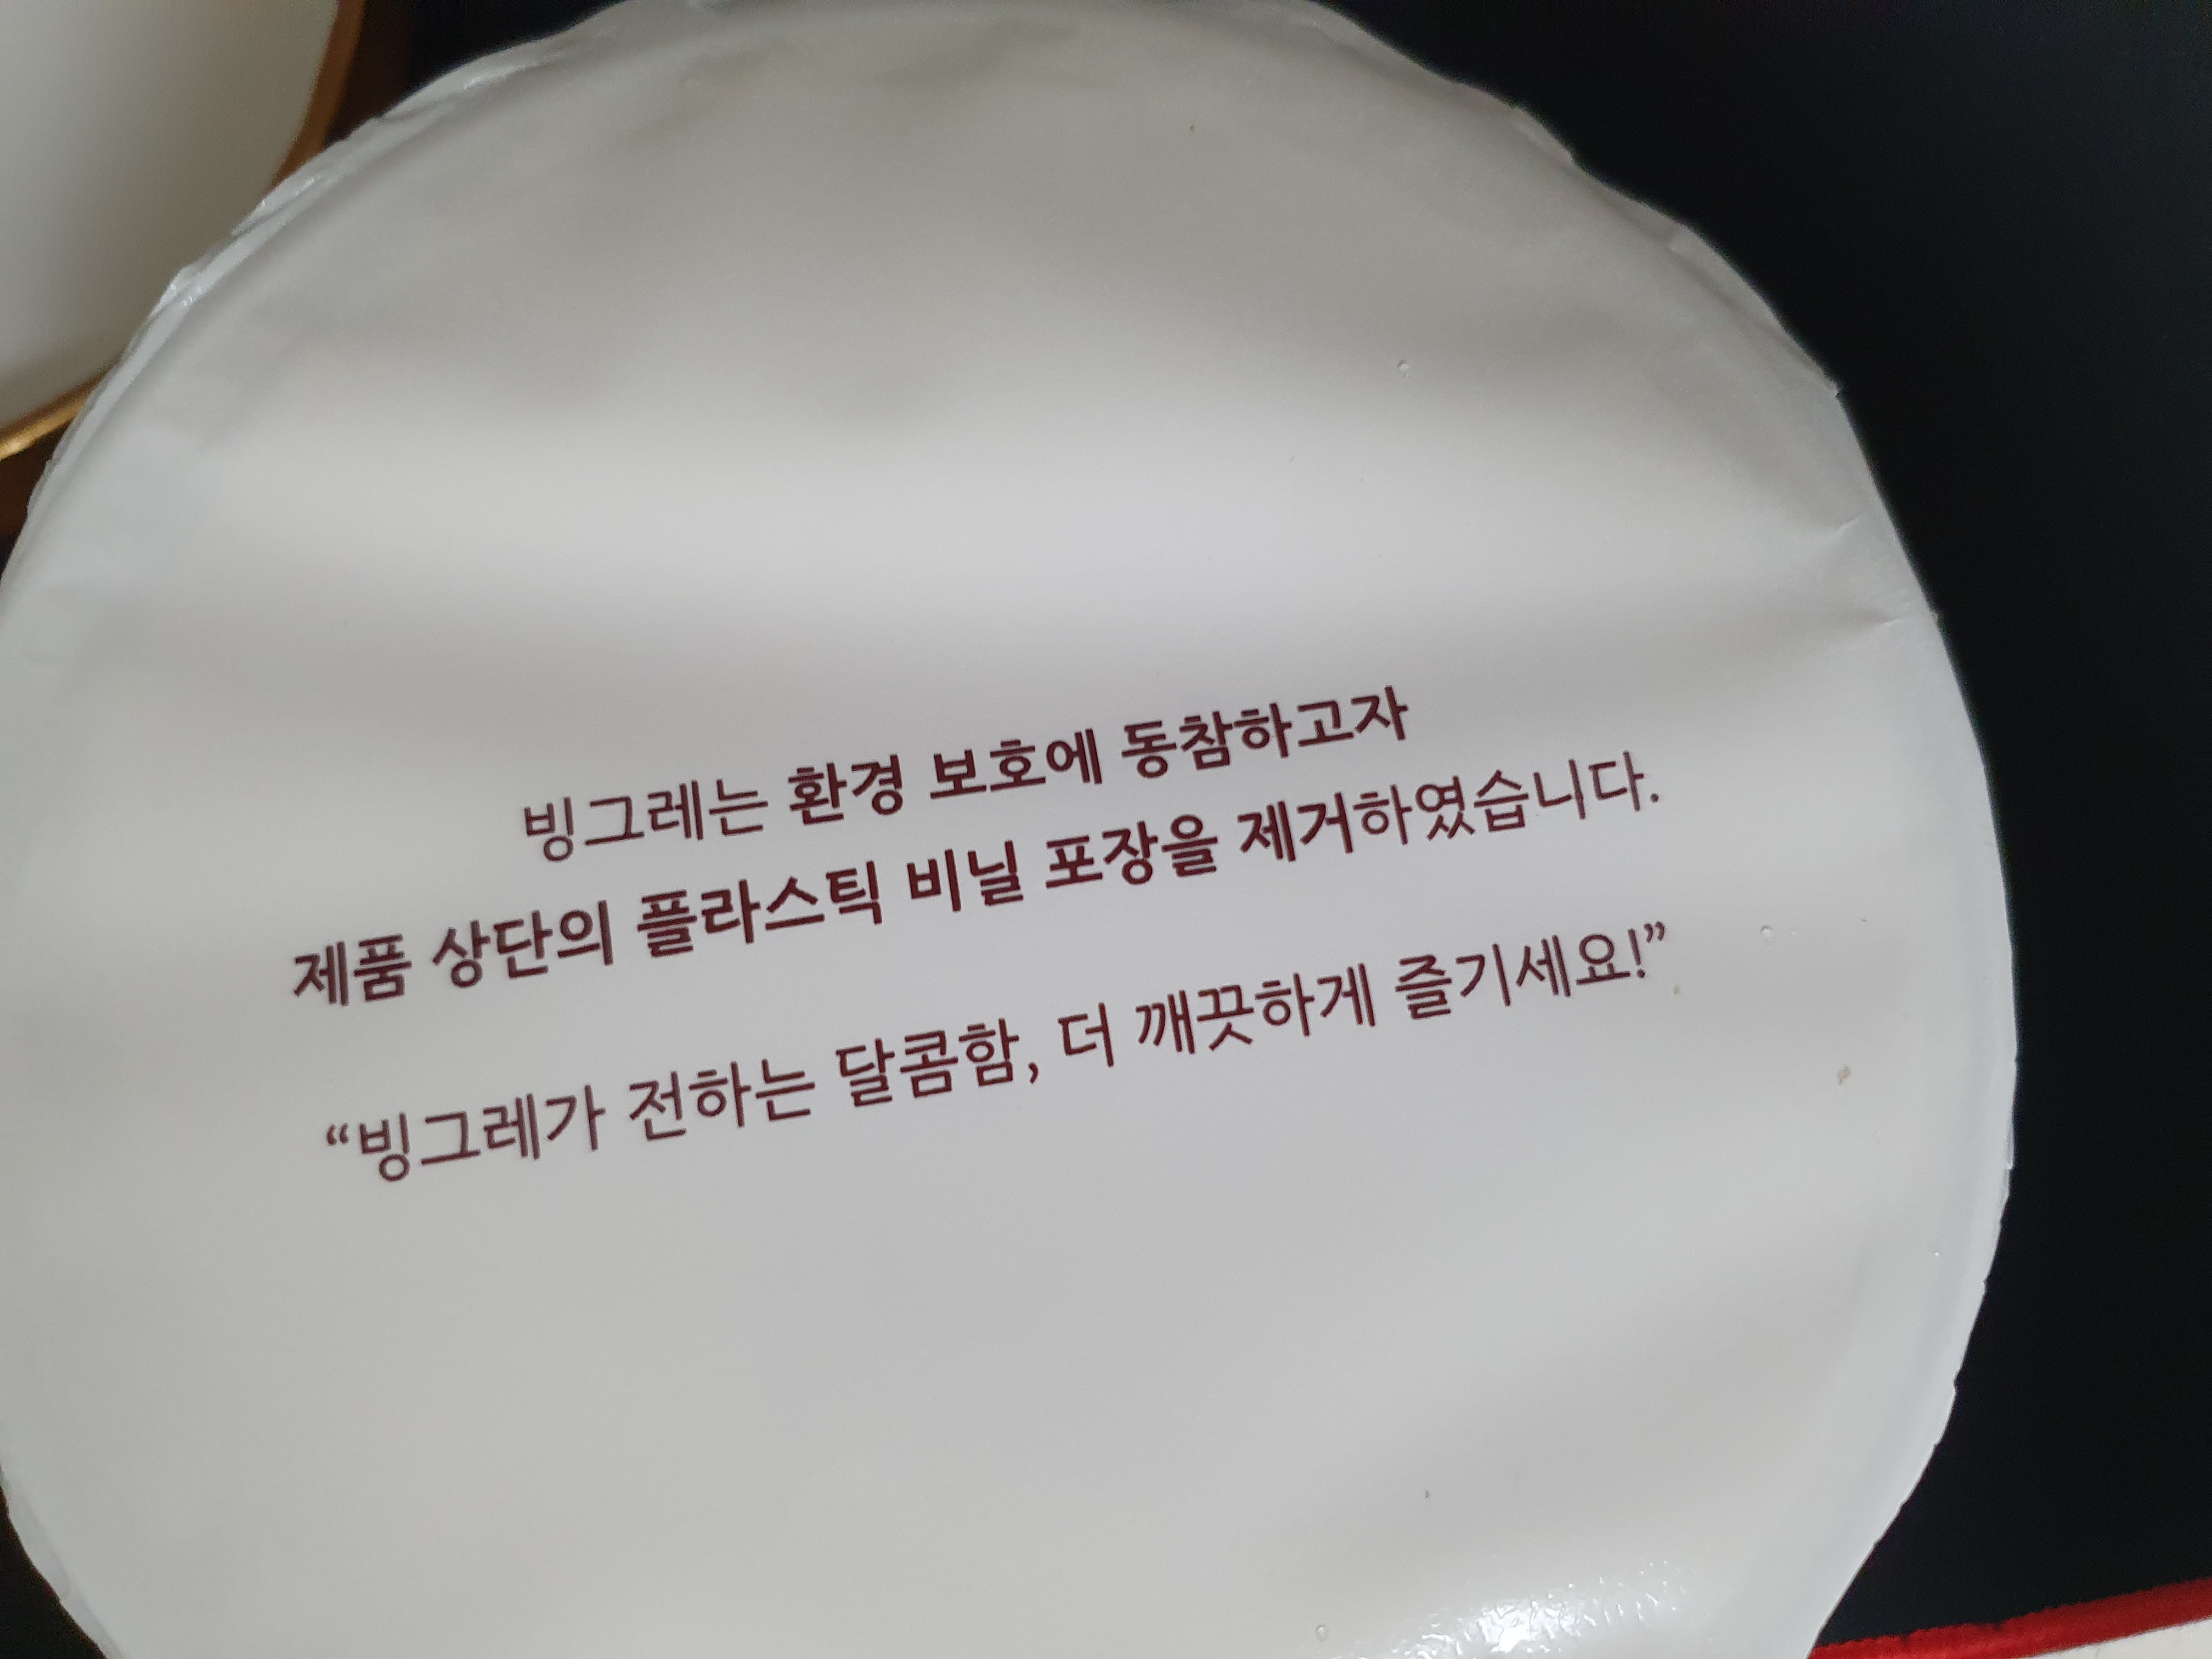 빙그레는 환경 보호에 동참하고자
제품 상단의 플라스틱 비닐 포장을 제거하였습니다.
“빙그레가 전하는 달콤함, 더 깨끗하게 즐기세요!”